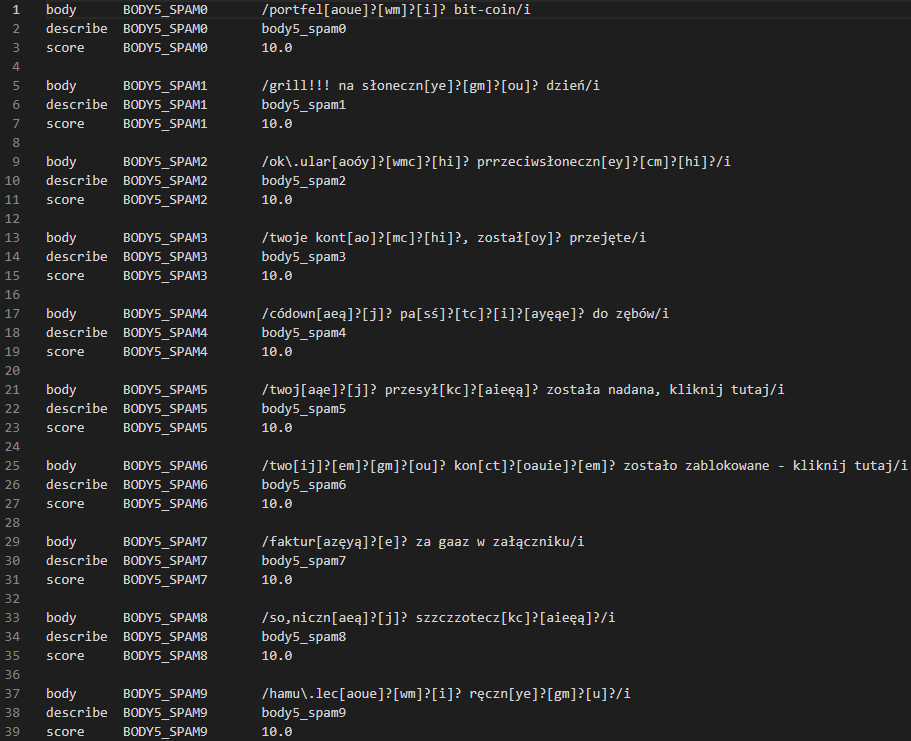 1 body BODY5_SPAM0 /portfel[aoue]?[wm]?[i]? bit-coin/i
2 describe BODY5_SPAM0 body5_spam0
3 score BODY5_SPAM0 10.0
4
5 body BODY5_SPAM1 /grill!!! na słoneczn[ye]?[gm]?[ou]? dzień/i
6 describe BODY5_SPAM1 body5_spam1
7 score BODY5_SPAM1 10.0
8
9 body BODY5_SPAM2 /ok\.ular[aoóy]?[wmc]?[hi]? prrzeciwsłoneczn[ey]?[cm]?[hi]?/i
10 describe BODY5_SPAM2 body5_spam2
11 score BODY5_SPAM2 10.0
12
13 body BODY5_SPAM3 /twoje kont[ao]?[mc]?[hi]?, został[oy]? przejęte/i
14 describe BODY5_SPAM3 body5_spam3
15 score BODY5_SPAM3 10.0
16
17 body BODY5_SPAM4 /códown[aeą]?[j]? pa[sś]?[tc]?[i]?[ayęąe]? do zębów/i
18 describe BODY5_SPAM4 body5_spam4
19 score BODY5_SPAM4 10.0
20
21 body BODY5_SPAM5 /twoj[aąe]?[j]? przesył[kc]?[aieęą]? została nadana, kliknij tutaj/i
22 describe BODY5_SPAM5 body5_spam5
23 score BODY5_SPAM5 10.0
24
25 body BODY5_SPAM6 /two[ij]?[em]?[gm]?[ou]? kon[ct]?[oauie]?[em]? zostało zablokowane - kliknij tutaj/i
26 describe BODY5_SPAM6 body5_spam6
27 score BODY5_SPAM6 10.0
28
29 body BODY5_SPAM7 /faktur[azęyą]?[e]? za gaaz w załączniku/i
30 describe BODY5_SPAM7 body5_spam7
31 score BODY5_SPAM7 10.0
32
33 body BODY5_SPAM8 /so,niczn[aeą]?[j]? szczzotecz[kc]?[aieęą]?/i
34 describe BODY5_SPAM8 body5_spam8
35 score BODY5_SPAM8 10.0
36
37 body BODY5_SPAM9 /hamu\.lec[aoue]?[wm]?[i]? ręczn[ye]?[gm]?[u]?/i
38 describe BODY5_SPAM9 body5_spam9
39 score BODY5_SPAM9 10.0